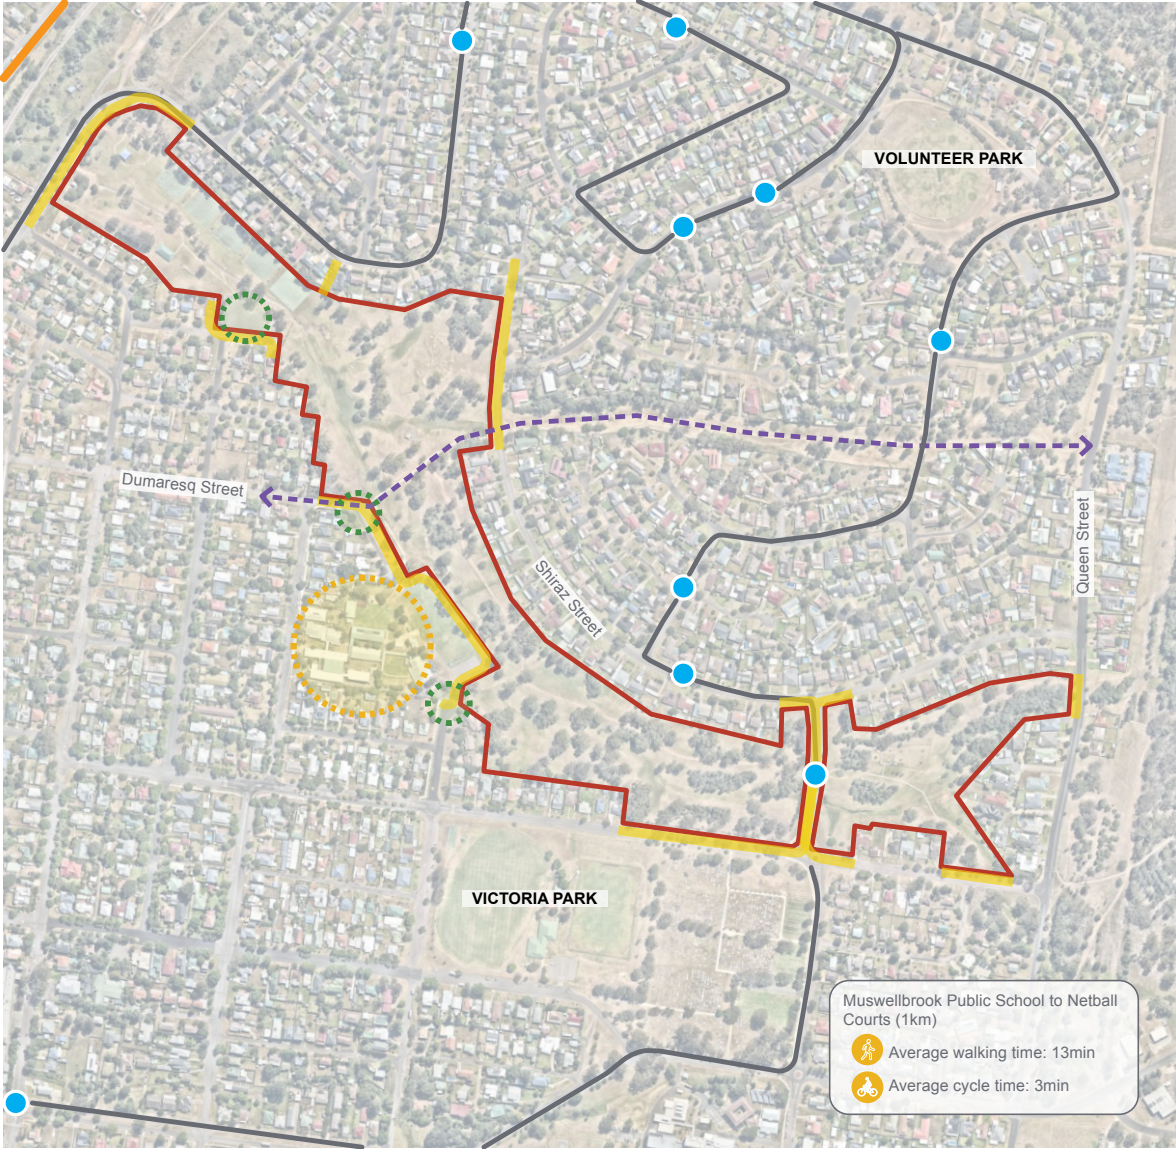 VOLUNTEER PARK
Dumaresq Street
Queen Street
Shiraz Street
VICTORIA PARK
Muswellbrook Public School to Netball
Courts (1km)
Average walking time: 13min
Average cycle time: 3min